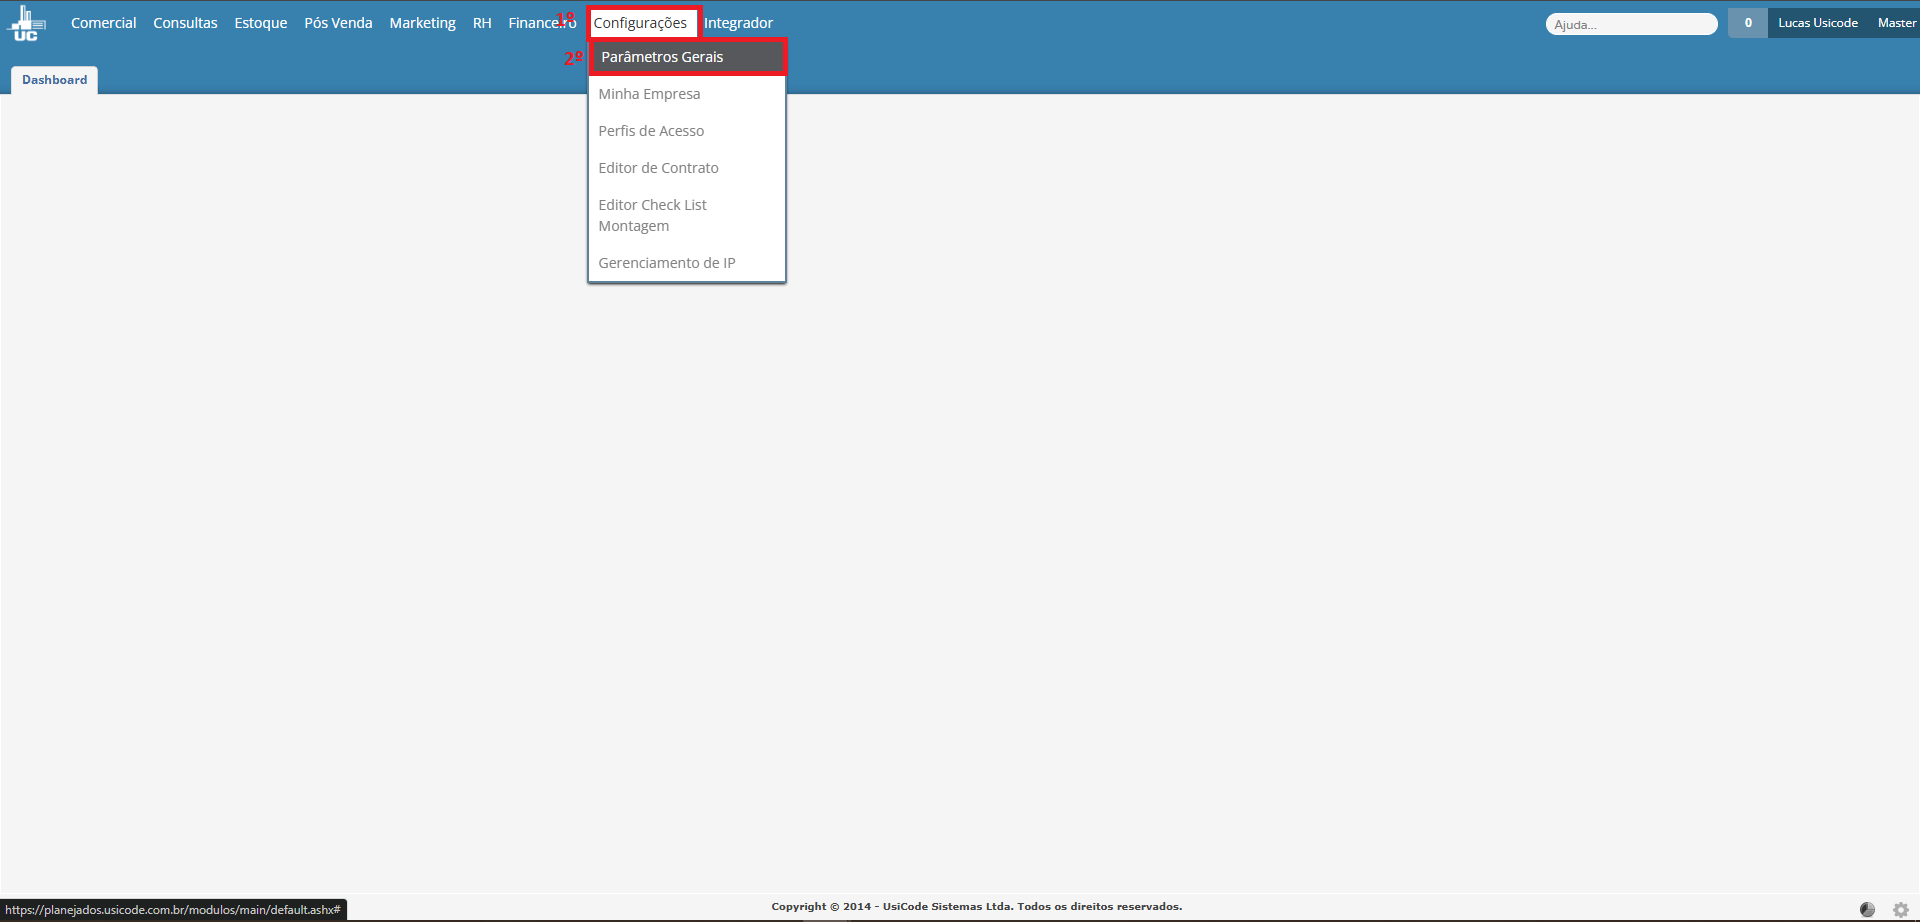 UC
Comercial Consultas Estoque Pós Venda Marketing RH Financeiro 1º Configurações Integrador
Ajuda...
0 Lucas Usicode Master
2º Parâmetros Gerais
Dashboard
Minha Empresa
Perfis de Acesso
Editor de Contrato
Editor Check List
Montagem
Gerenciamento de IP
https://planejados.usicode.com.br/modulos/main/default.ashx#
Copyright © 2014 - UsiCode Sistemas Ltda. Todos os direitos reservados.